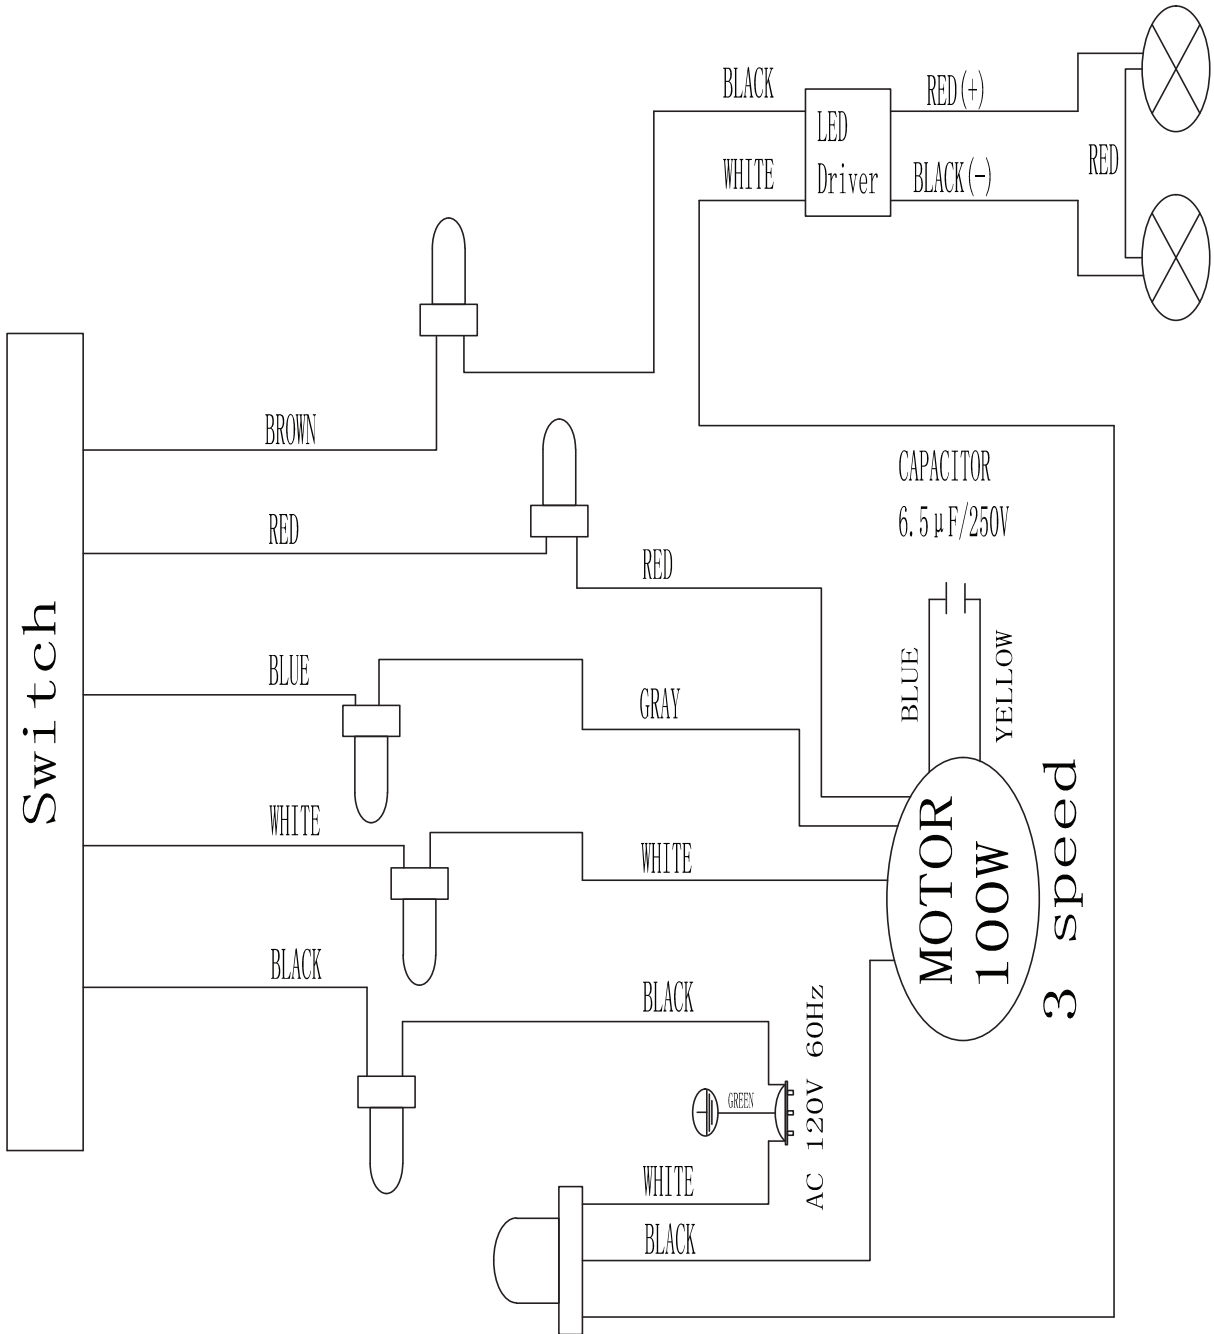 BLACK
RED(+)
LED
Driver
WHITE
BLACK(-)
RED
BROWN
CAPACITOR
6.5μF/250V
RED
RED
BLUE
GRAY
BLUE
YELLOW
Switch
WHITE
WHITE
MOTOR
100W
3 speed
BLACK
BLACK
GREEN
AC 120V 60Hz
WHITE
BLACK